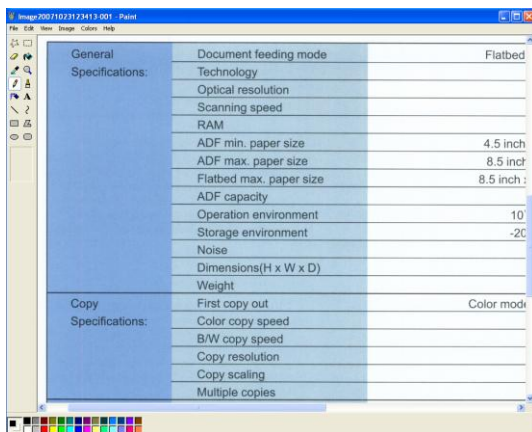 Image20071023123413-001 - Paint
File Edit View Image Colors Help
General Document feeding mode Flatbed
Specifications: Technology
Optical resolution
Scanning speed
RAM
ADF min. paper size 4.5 inch
ADF max. paper size 8.5 inch
Flatbed max. paper size 8.5 inch
ADF capacity
Operation environment 10
Storage environment -20
Noise
Dimensions(H x W x D)
Weight
Copy First copy out Color mode
Specifications: Color copy speed
B/W copy speed
Copy resolution
Copy scaling
Multiple copies